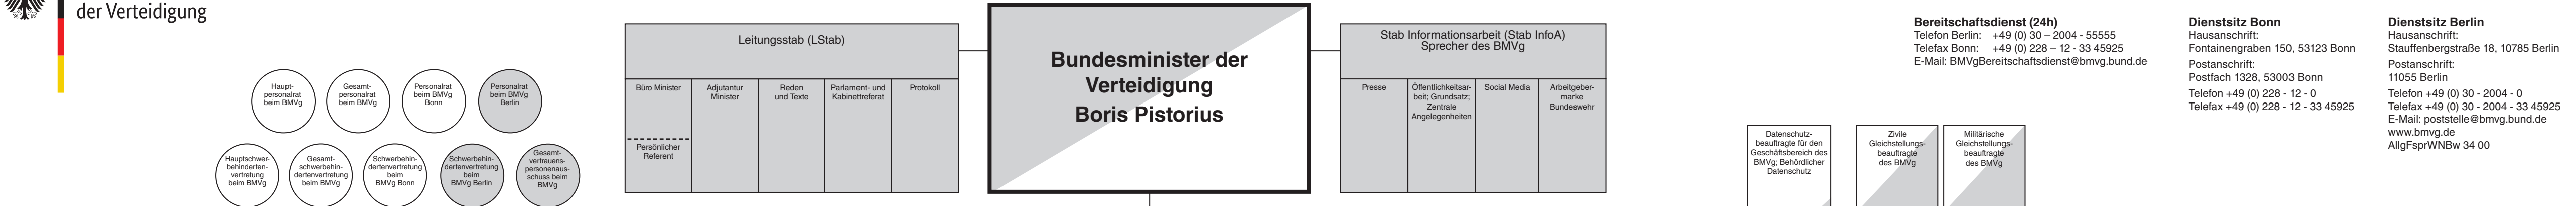 der Verteidigung
Haupt-
personalrat
beim BMVg
Gesamt-
personalrat
beim BMVg
Personalrat
beim BMVg
Bonn
Personalrat
beim BMVg
Berlin
Hauptschwer-
behinderten-
vertretung
beim BMVg
Gesamt-
schwerbehin-
dertenvertretung
beim BMVg
Schwerbehin-
dertenvertretung
beim
BMVg Bonn
Schwerbehin-
dertenvertretung
beim
BMVg Berlin
Gesamt-
vertrauens-
personenaus-
schuss beim
BMVg
Leitungsstab (LStab)
Büro Minister
Persönlicher
Referent
Adjutantur
Minister
Reden
und Texte
Parlament- und
Kabinettreferat
Protokoll
Bundesminister der
Verteidigung
Boris Pistorius
Stab Informationsarbeit (Stab InfoA)
Sprecher des BMVg
Presse
Öffentlichkeitsar-
beit; Grundsatz;
Zentrale
Angelegenheiten
Social Media
Arbeitgeber-
marke
Bundeswehr
Datenschutz-
beauftragte für den
Geschäftsbereich des
BMVg; Behördlicher
Datenschutz
Zivile
Gleichstellungs-
beauftragte
des BMVg
Militärische
Gleichstellungs-
beauftragte
des BMVg
Bereitschaftsdienst (24h)
Telefon Berlin: +49 (0) 30 – 2004 - 55555
Telefax Bonn: +49 (0) 228 – 12 - 33 45925
E-Mail: BMVgBereitschaftsdienst@bmvg.bund.de
Dienstsitz Bonn
Hausanschrift:
Fontainengraben 150, 53123 Bonn
Postanschrift:
Postfach 1328, 53003 Bonn
Telefon +49 (0) 228 - 12 - 0
Telefax +49 (0) 228 - 12 - 33 45925
Dienstsitz Berlin
Hausanschrift:
Stauffenbergstraße 18, 10785 Berlin
Postanschrift:
11055 Berlin
Telefon +49 (0) 30 - 2004 - 0
Telefax +49 (0) 30 - 2004 - 33 45925
E-Mail: poststelle@bmvg.bund.de
www.bmvg.de
AllgFsprWNBw 34 00